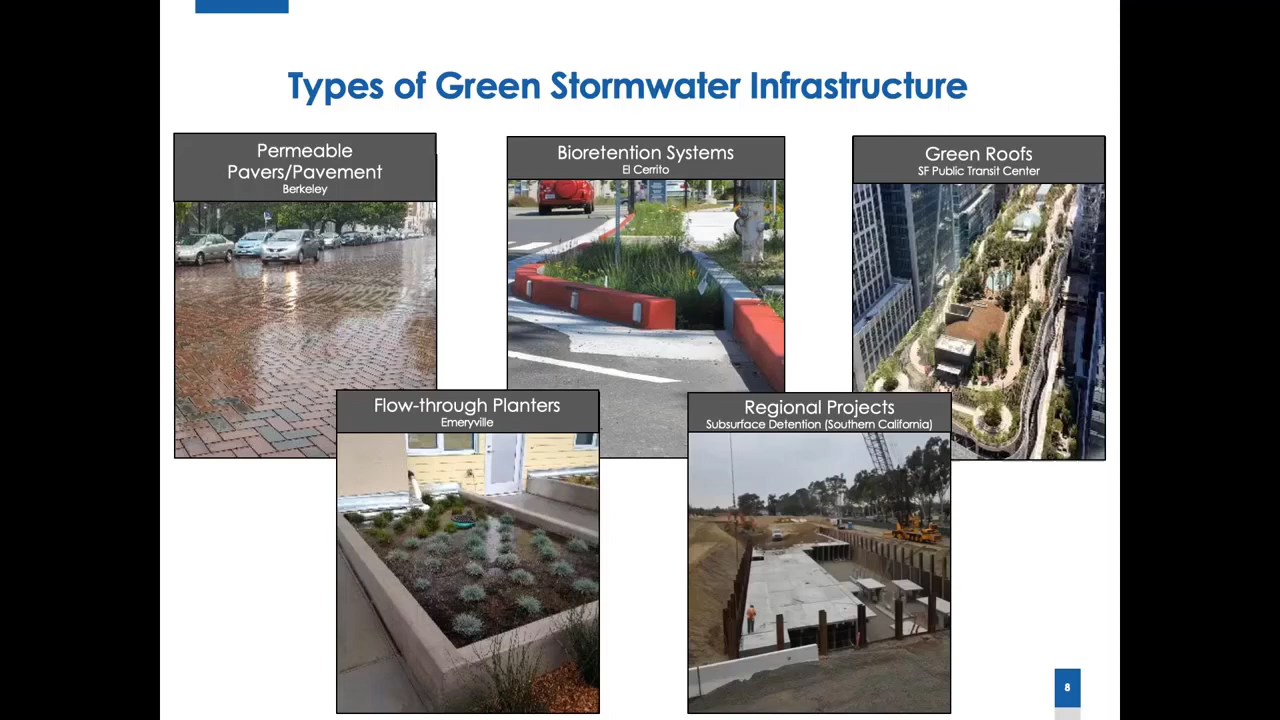 Types of Green Stormwater Infrastructure
Permeable
Pavers/Pavement
Berkeley
Bioretention Systems
El Cerrito
Green Roofs
SF Public Transit Center
Flow-through Planters
Emeryville
Regional Projects
Subsurface Detention (Southern California)
8